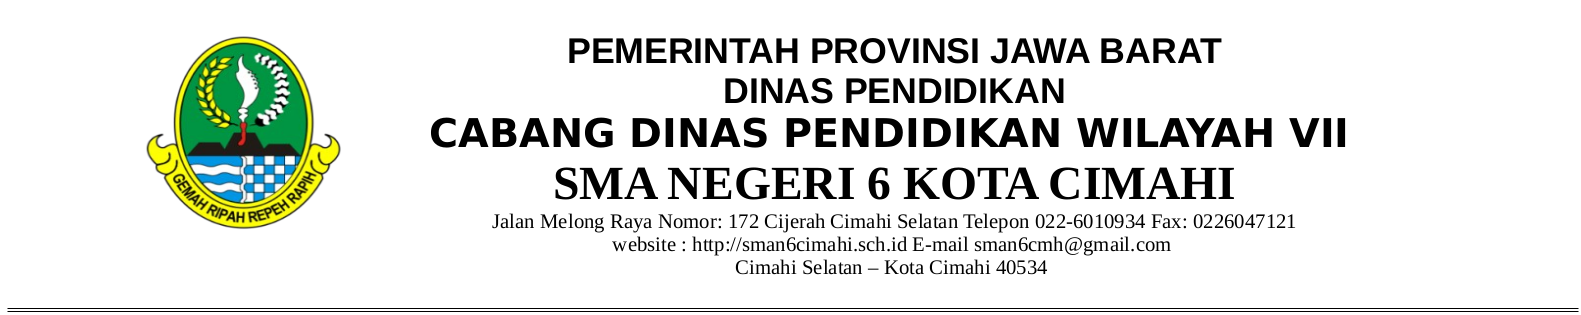 PEMERINTAH PROVINSI JAWA BARAT
DINAS PENDIDIKAN
CABANG DINAS PENDIDIKAN WILAYAH VII
SMA NEGERI 6 KOTA CIMAHI
Jalan Melong Raya Nomor: 172 Cijerah Cimahi Selatan Telepon 022-6010934 Fax: 0226047121
website : http://sman6cimahi.sch.id E-mail sman6cmh@gmail.com
Cimahi Selatan – Kota Cimahi 40534
GEMAH RIPAH REPEH RAPIH